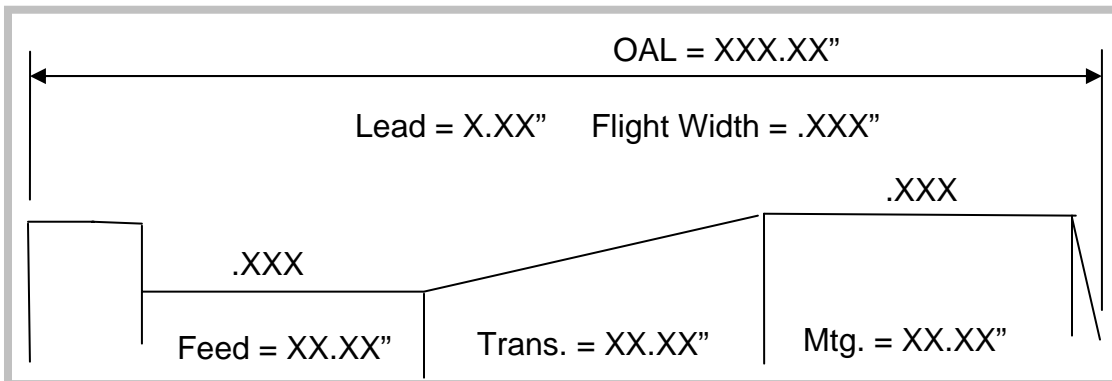 OAL = XXX.XX”
Lead = X.XX” Flight Width = .XXX”
.XXX
.XXX
Feed = XX.XX” Trans. = XX.XX” Mtg. = XX.XX”